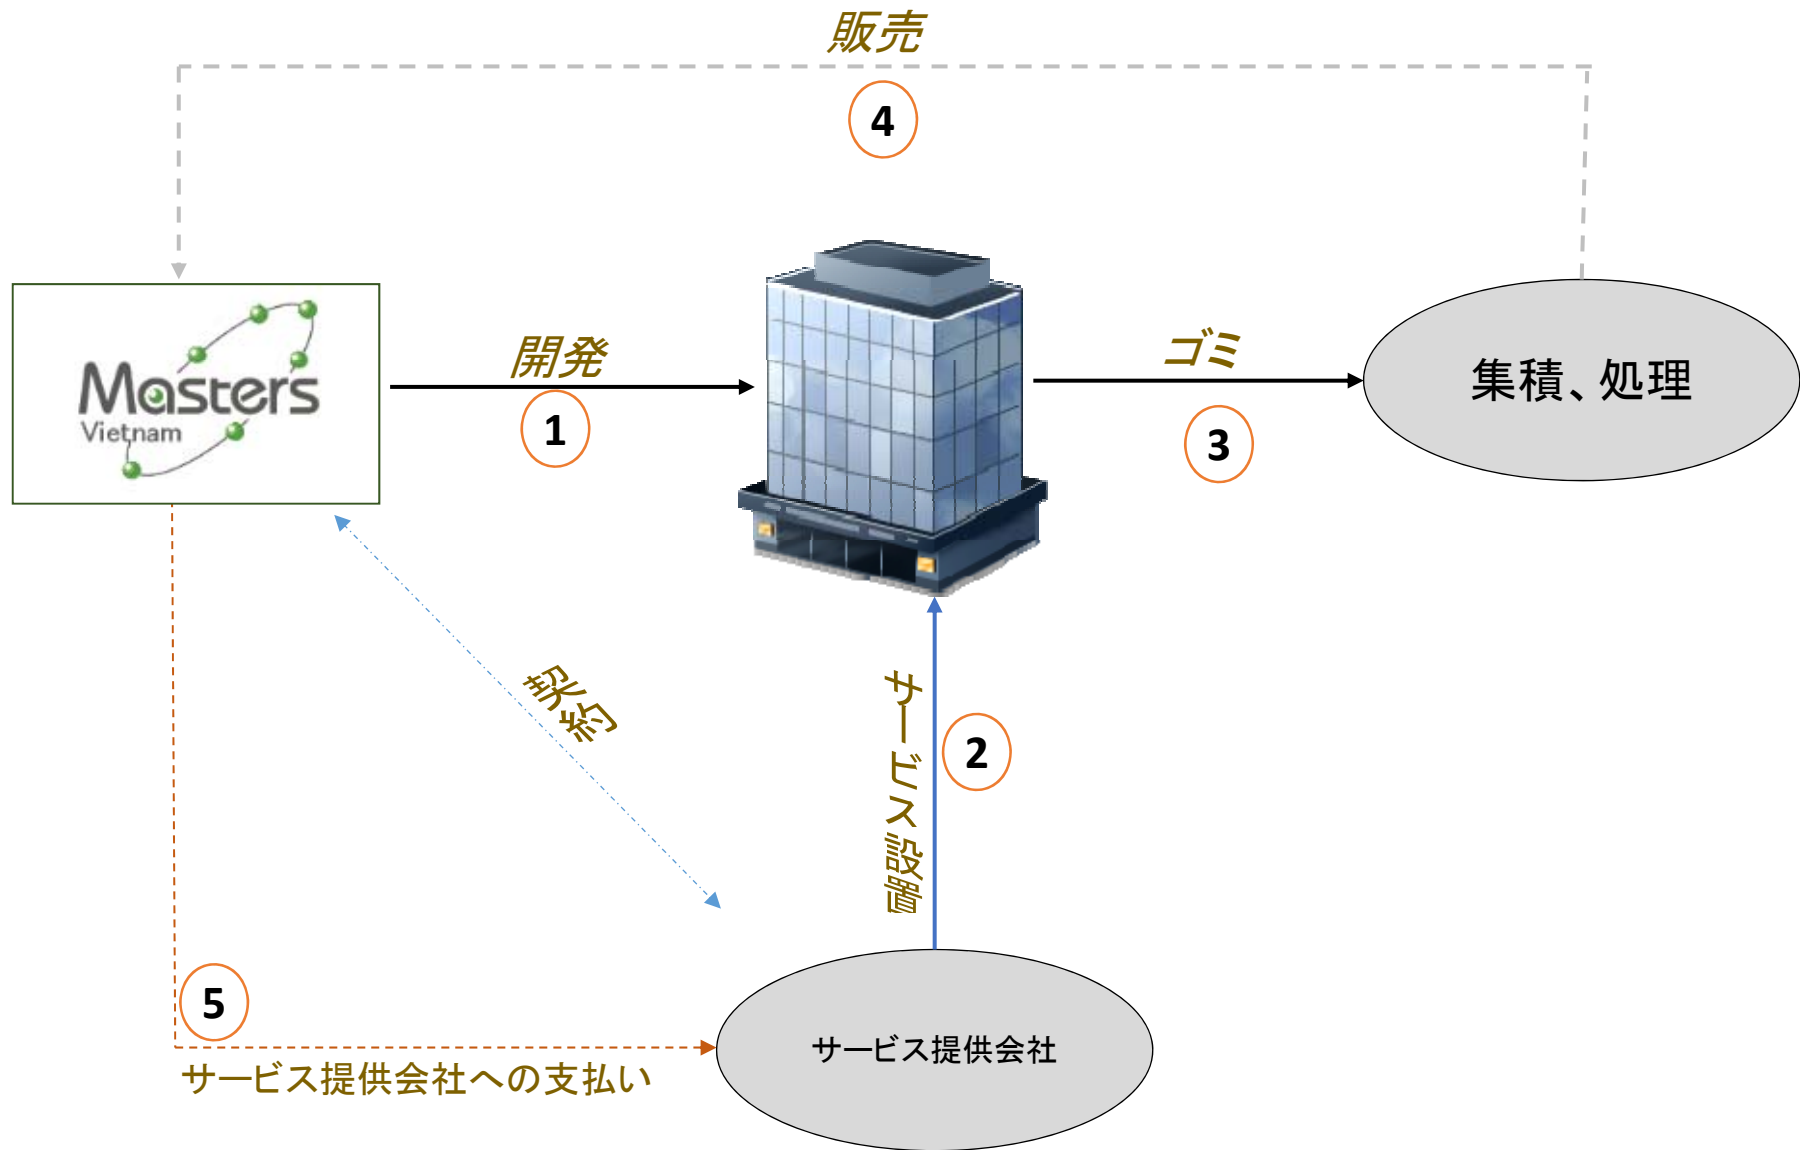 販売
4
Masters
Vietnam
開発
1
ゴミ
3
集積、処理
契約
サービス設置
2
5
サービス提供会社への支払い
サービス提供会社